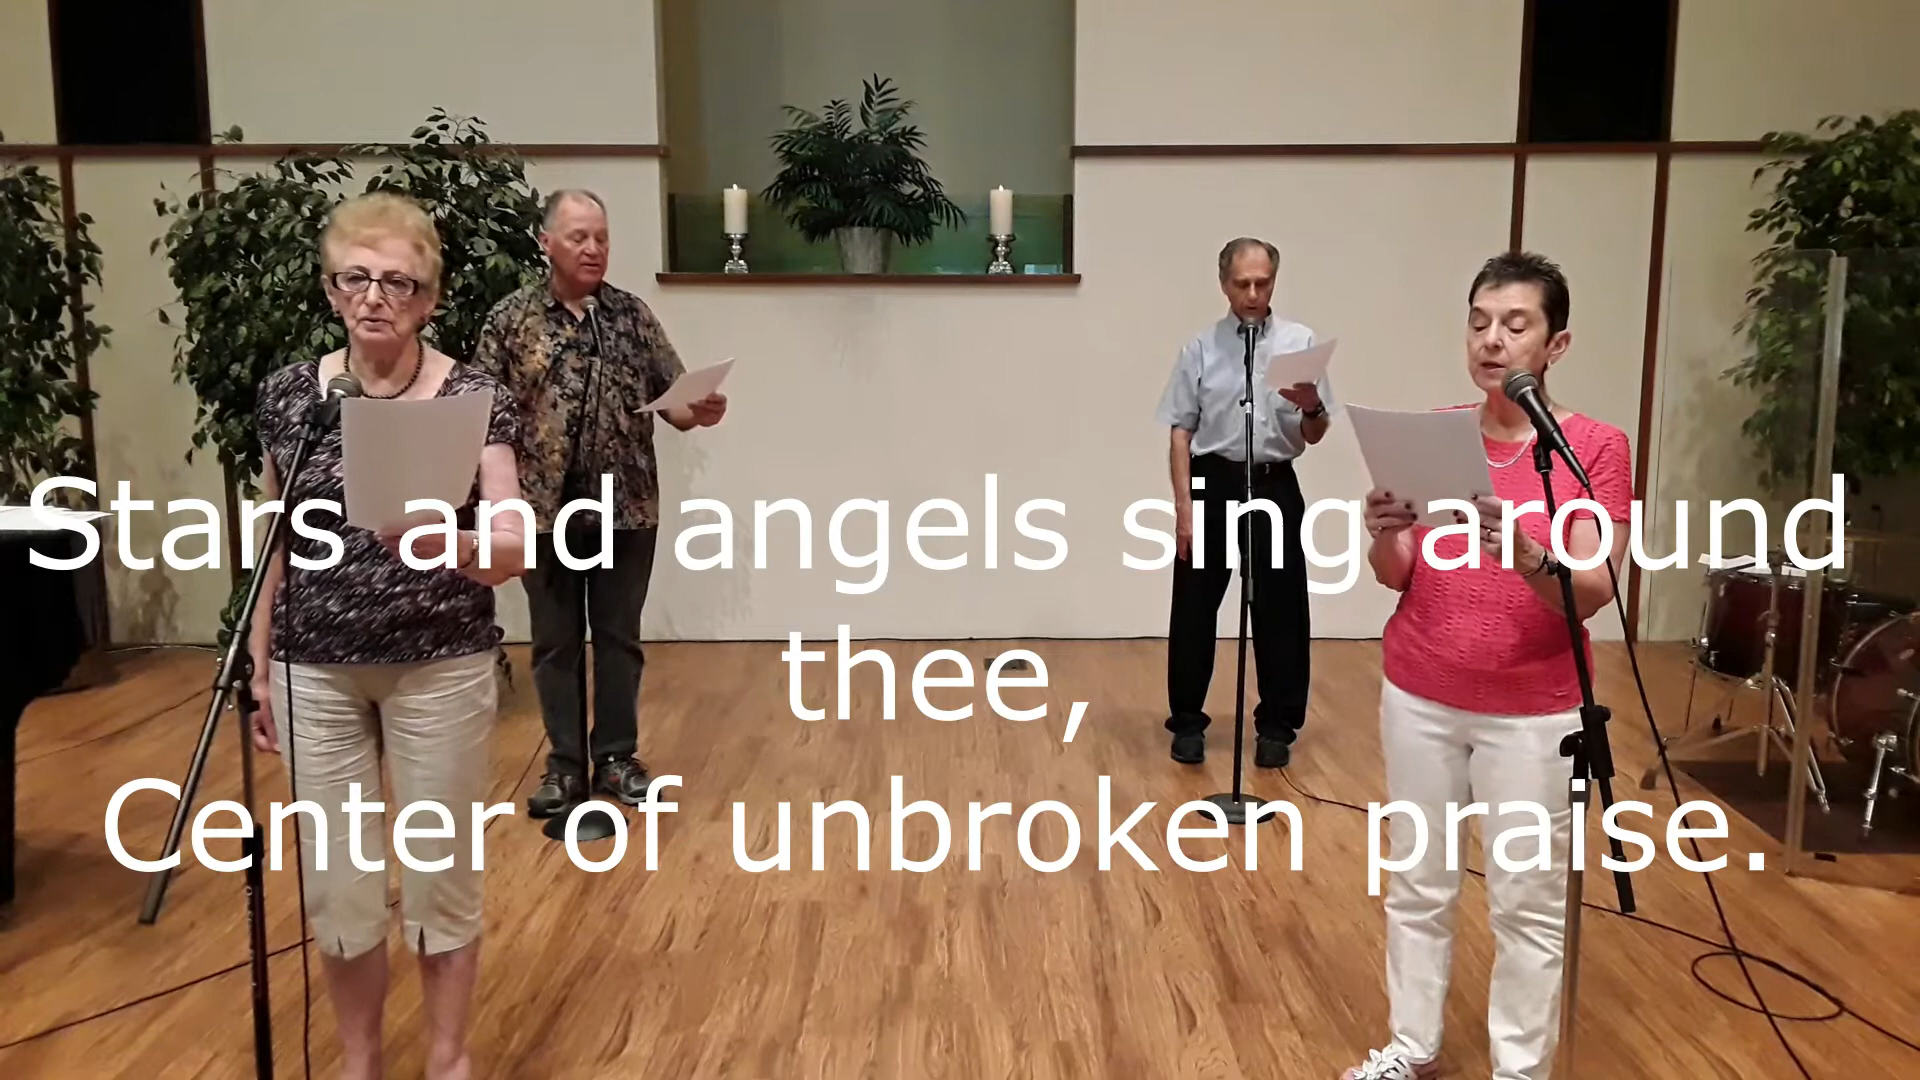 Stars and angels sing around
thee,
Center of unbroken praise.